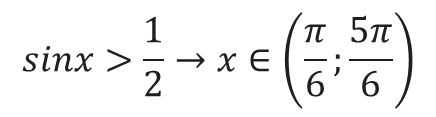 sinx > 1/2 → x ∈ (π/6; 5π/6)